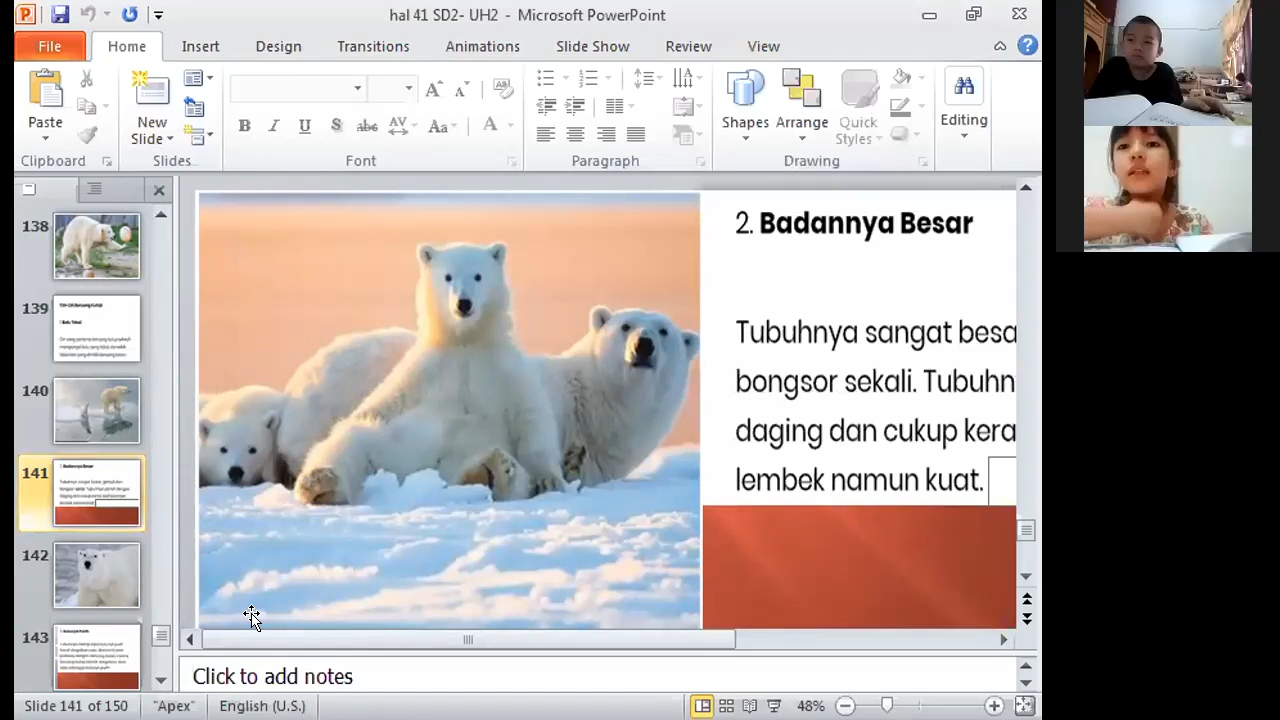 hal 41 SD2- UH2 - Microsoft PowerPoint
File Home Insert Design Transitions Animations Slide Show Review View
Paste
New
Slide
Shapes Arrange Quick
Styles
Editing
Clipboard Slides Font Paragraph Drawing
138
139
140
141
142
143
2. Badannya Besar
Tubuhnya sangat besa
bongsor sekali. Tubuhn
daging dan cukup kera
lembek namun kuat.
Click to add notes
Slide 141 of 150 "Apex" English (U.S.) 48%